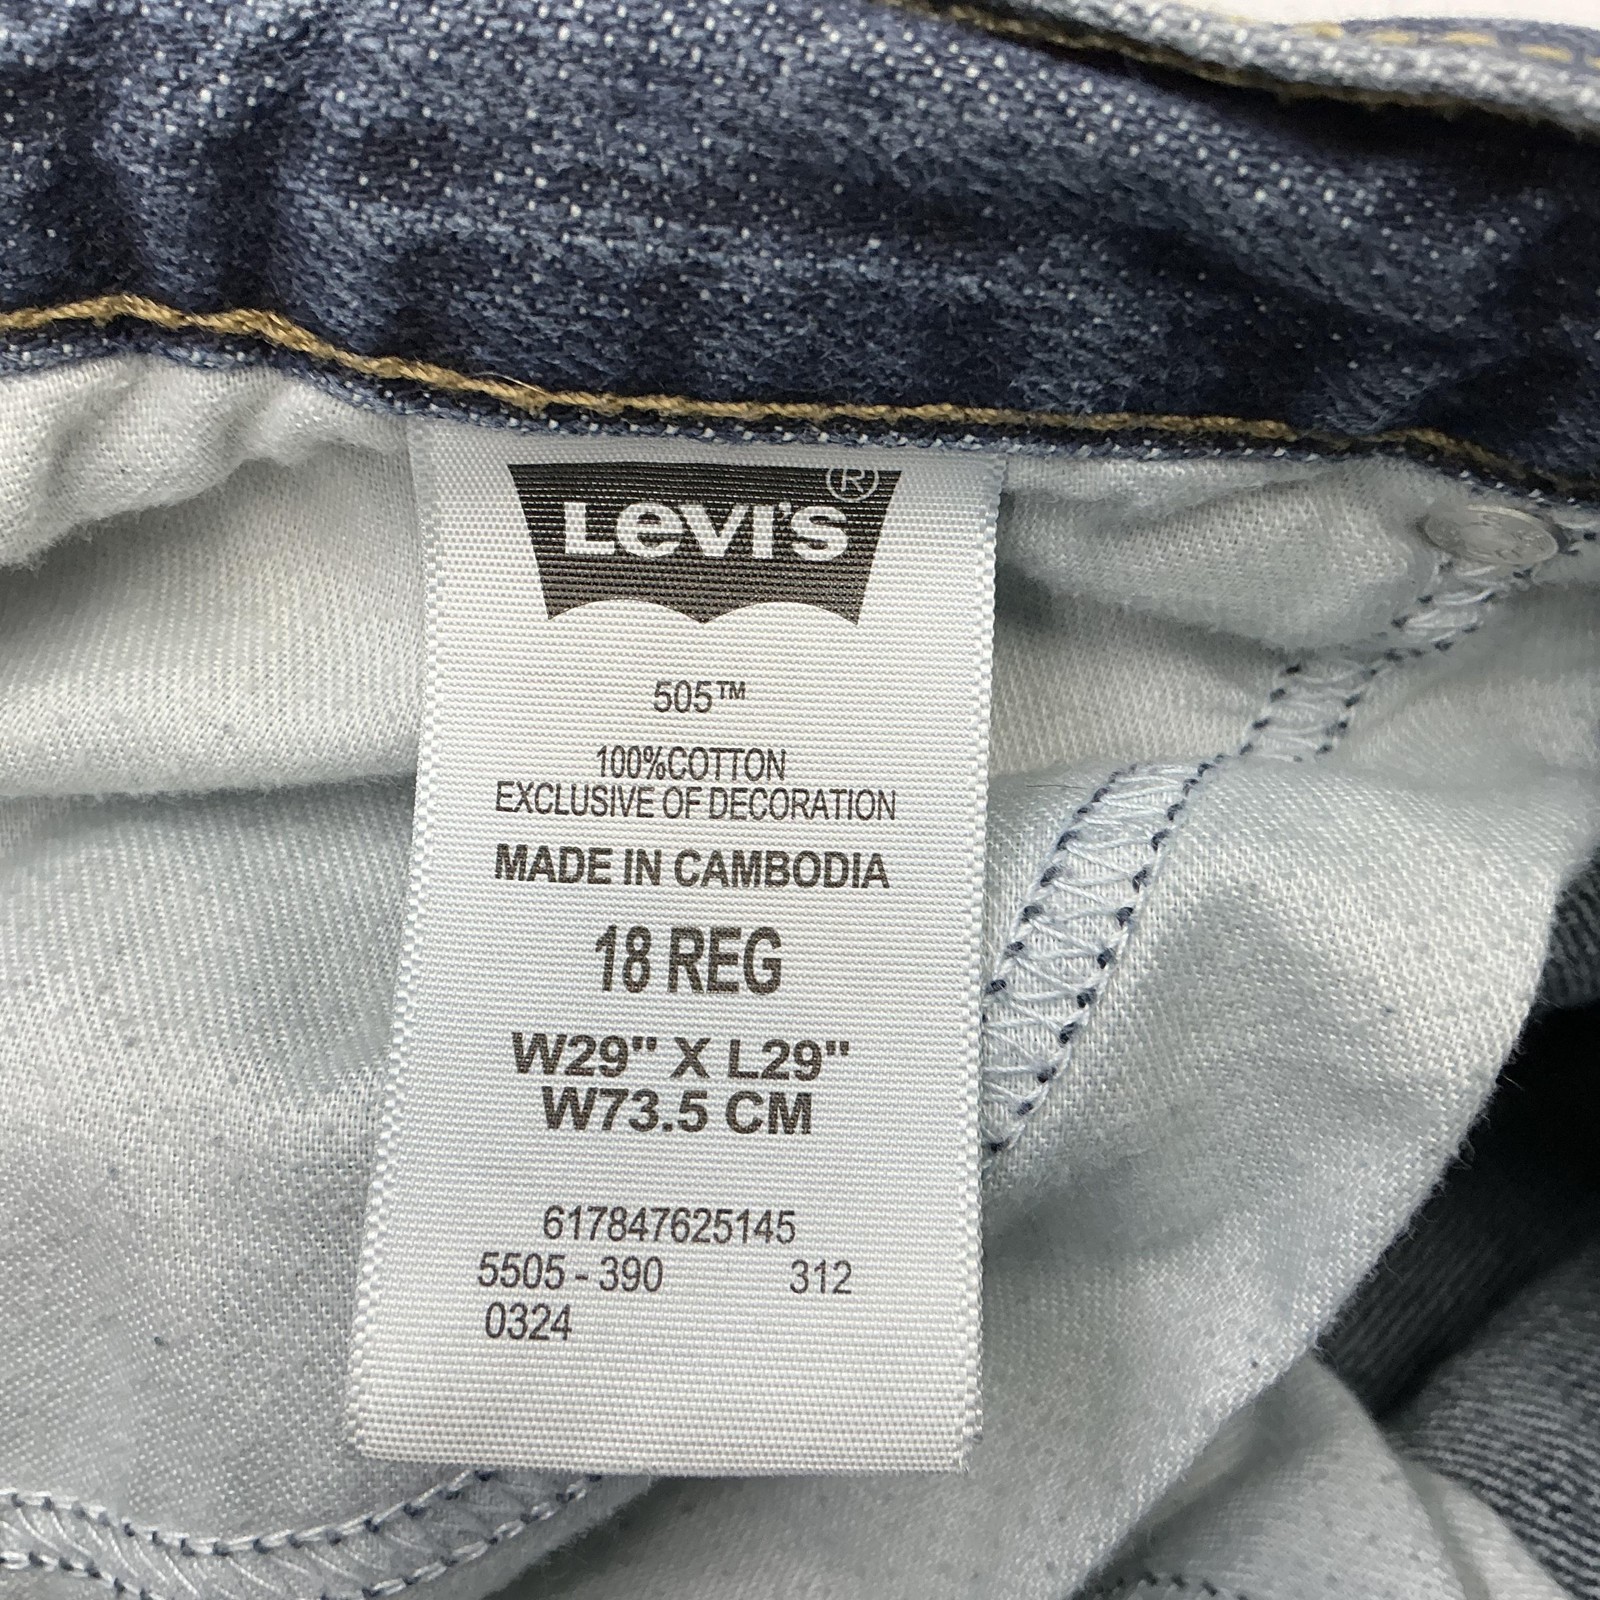 LEVI'S®
505™
100%COTTON
EXCLUSIVE OF DECORATION
MADE IN CAMBODIA
18 REG
W29" X L29"
W73.5 CM
617847625145
5505 - 390 312
0324